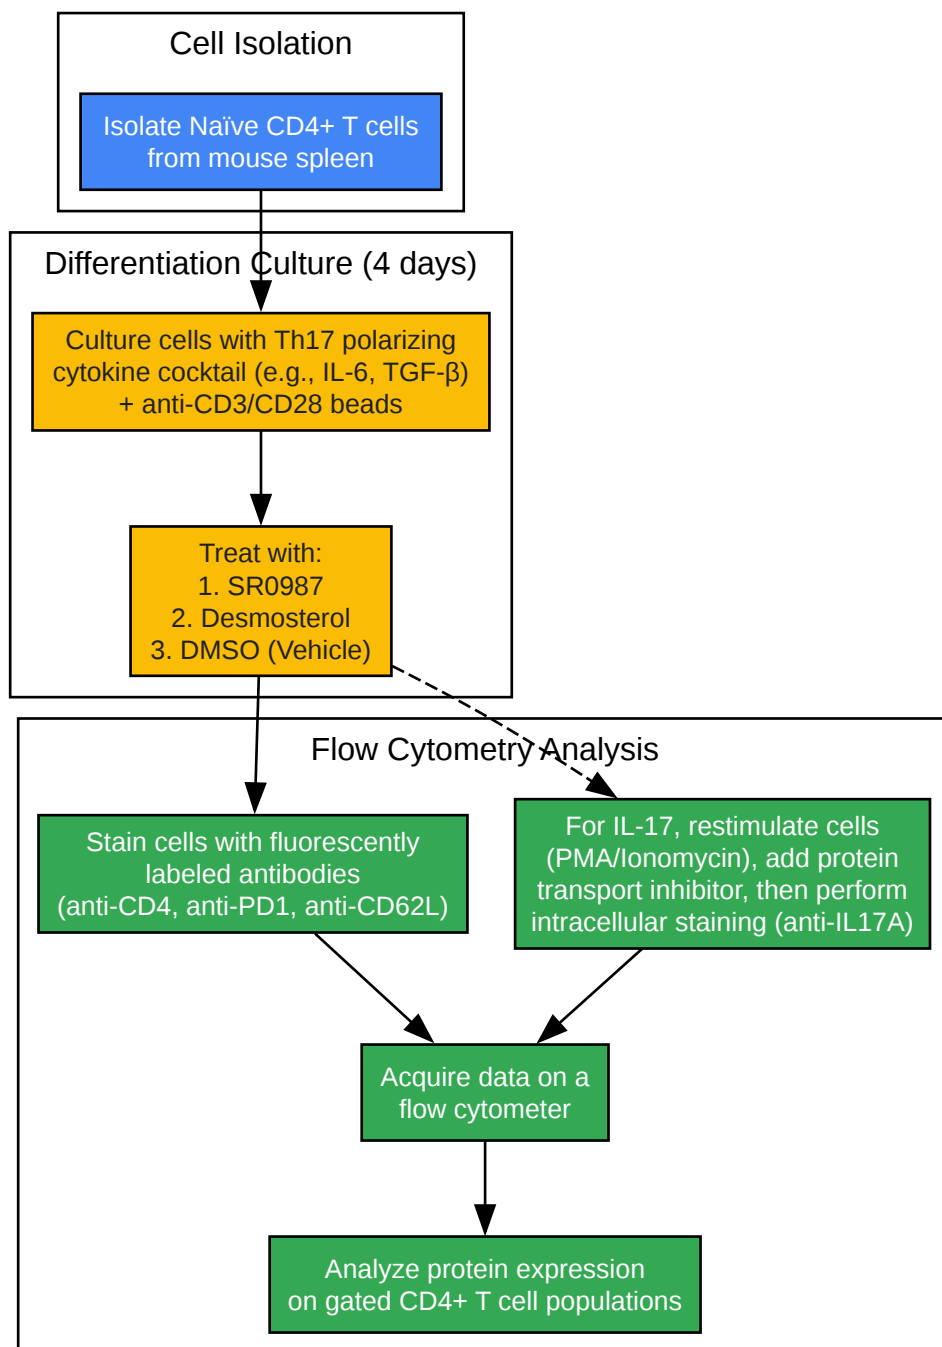 Cell Isolation
Isolate Naïve CD4+ T cells
from mouse spleen
Differentiation Culture (4 days)
Culture cells with Th17 polarizing
cytokine cocktail (e.g., IL-6, TGF-β)
+ anti-CD3/CD28 beads
Treat with:
1. SR0987
2. Desmosterol
3. DMSO (Vehicle)
Flow Cytometry Analysis
Stain cells with fluorescently
labeled antibodies
(anti-CD4, anti-PD1, anti-CD62L)
For IL-17, restimulate cells
(PMA/Ionomycin), add protein
transport inhibitor, then perform
intracellular staining (anti-IL17A)
Acquire data on a
flow cytometer
Analyze protein expression
on gated CD4+ T cell populations